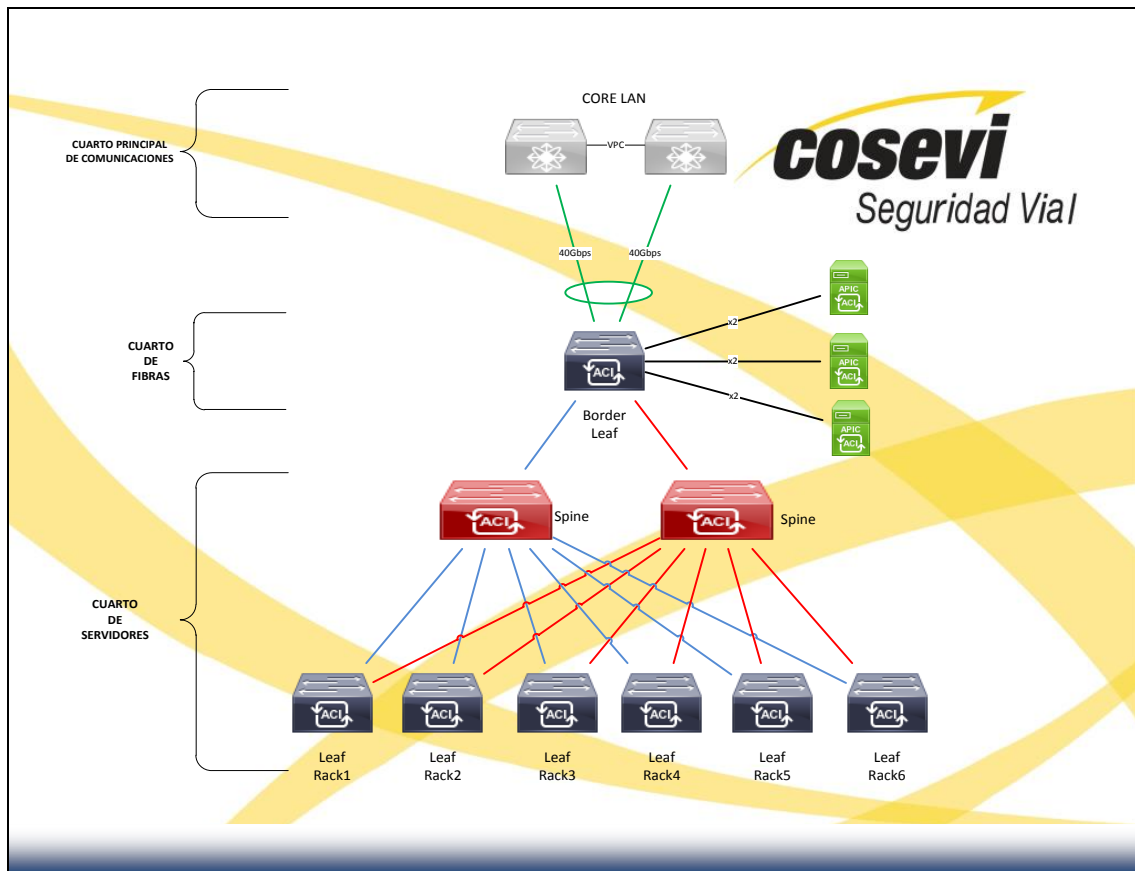 CORE LAN
CUARTO PRINCIPAL
DE COMUNICACIONES
VPC
cosevi
Seguridad Vial
40Gbps
40Gbps
APIC
ACI
x2
CUARTO
DE
FIBRAS
ACI
x2
APIC
ACI
x2
APIC
ACI
Border
Leaf
ACI
Spine
ACI
Spine
CUARTO
DE
SERVIDORES
ACI
ACI
ACI
ACI
ACI
ACI
Leaf
Rack1
Leaf
Rack2
Leaf
Rack3
Leaf
Rack4
Leaf
Rack5
Leaf
Rack6